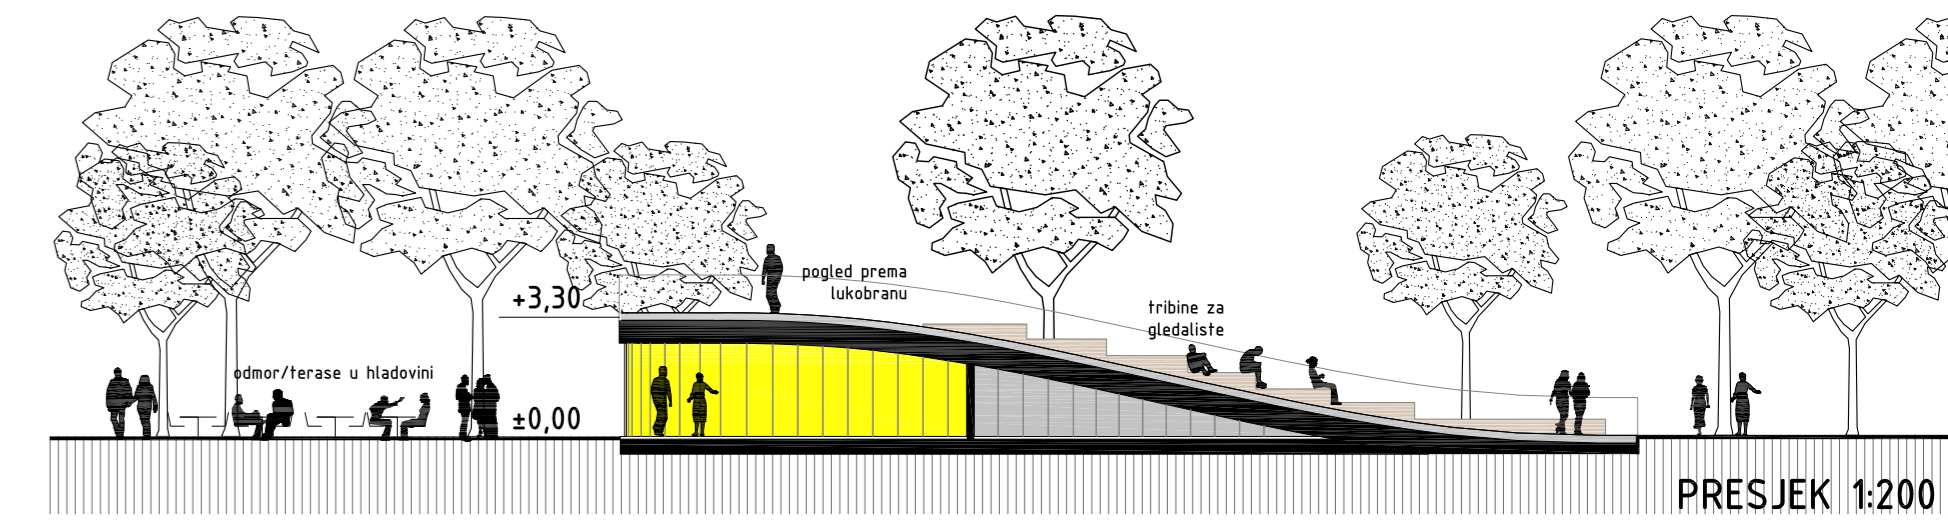 pogled prema
lukobranu
+3,30
tribine za
gledaliste
odmor/terase u hladovini
±0,00
PRESJEK 1:200